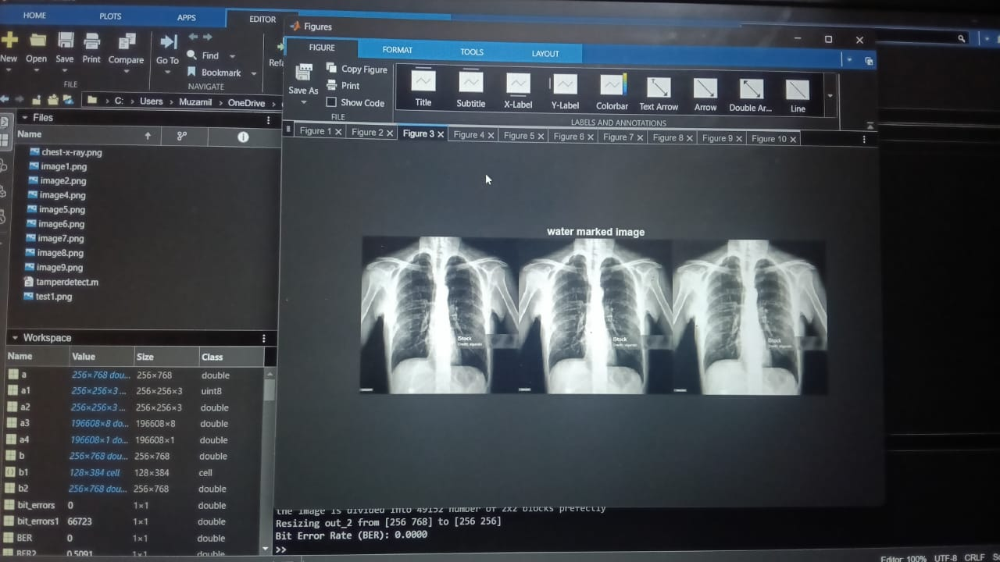 HOME PLOTS APPS EDITOR
Figures
FIGURE FORMAT TOOLS LAYOUT
New Open Save Print Compare Go To Find Bookmark
FILE NAVIGATE
Save As Copy Figure Print Show Code
FILE
Title Subtitle X-Label Y-Label Colorbar Text Arrow Arrow Double Ar... Line
LABELS AND ANNOTATIONS
C: Users Muzamil OneDrive
Figure 1 Figure 2 Figure 3 Figure 4 Figure 5 Figure 6 Figure 7 Figure 8 Figure 9 Figure 10
Files
Name
chest-x-ray.png
image1.png
image2.png
image4.png
image5.png
image6.png
image7.png
image8.png
image9.png
tamperdetect.m
test1.png
water marked image
iStock iStock iStock
Workspace
Name Value Size Class
a 256×768 dou... 256×768 double
a1 256×256×3 ... 256×256×3 uint8
a2 256×256×3 ... 256×256×3 double
a3 196608×8 do... 196608×8 double
a4 196608×1 do... 196608×1 double
b 256×768 dou... 256×768 double
b1 128×384 cell 128×384 cell
b2 256×768 dou... 256×768 double
bit_errors 0 1×1 double
bit_errors1 66723 1×1 double
BER 0 1×1 double
BER2 0.5091 1×1 double
the image is divided into 49152 number of 2x2 blocks prefectly
Resizing out_2 from [256 768] to [256 256]
Bit Error Rate (BER): 0.0000
>>
Editor 100% UTF-8 CRLF